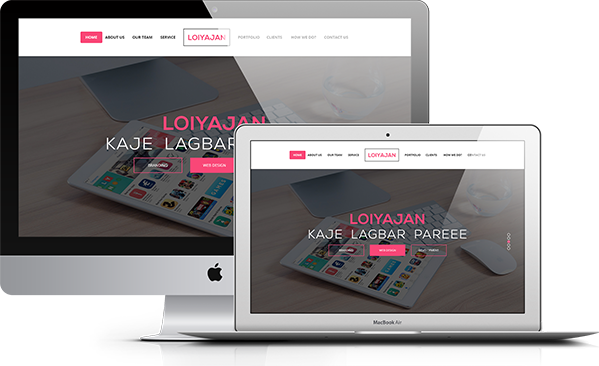 HOME ABOUT US OUR TEAM SERVICE LOIYAJAN PORTFOLIO CLIENTS HOW WE DO? CONTACT US
LOIYAJAN
KAJE LAGBAR
BRANDING WEB DESIGN
HOME ABOUT US OUR TEAM SERVICE LOIYAJAN PORTFOLIO CLIENTS HOW WE DO? CONTACT US
LOIYAJAN
KAJE LAGBAR PAREEE
BRANDING WEB DESIGN
MacBook Air